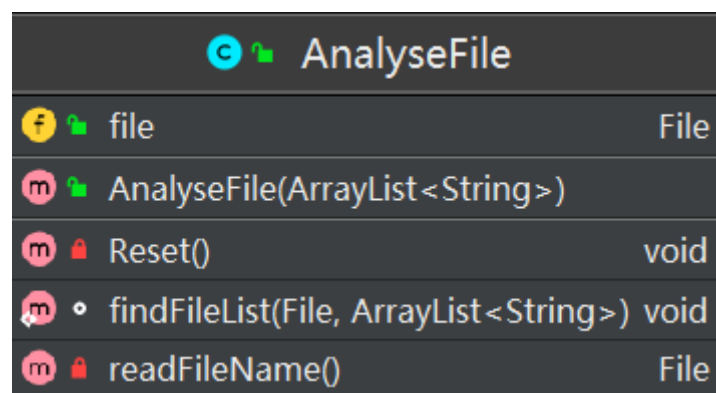 C AnalyseFile
f file File
m AnalyseFile(ArrayList<String>)
m Reset() void
m findFileList(File, ArrayList<String>) void
m readFileName() File